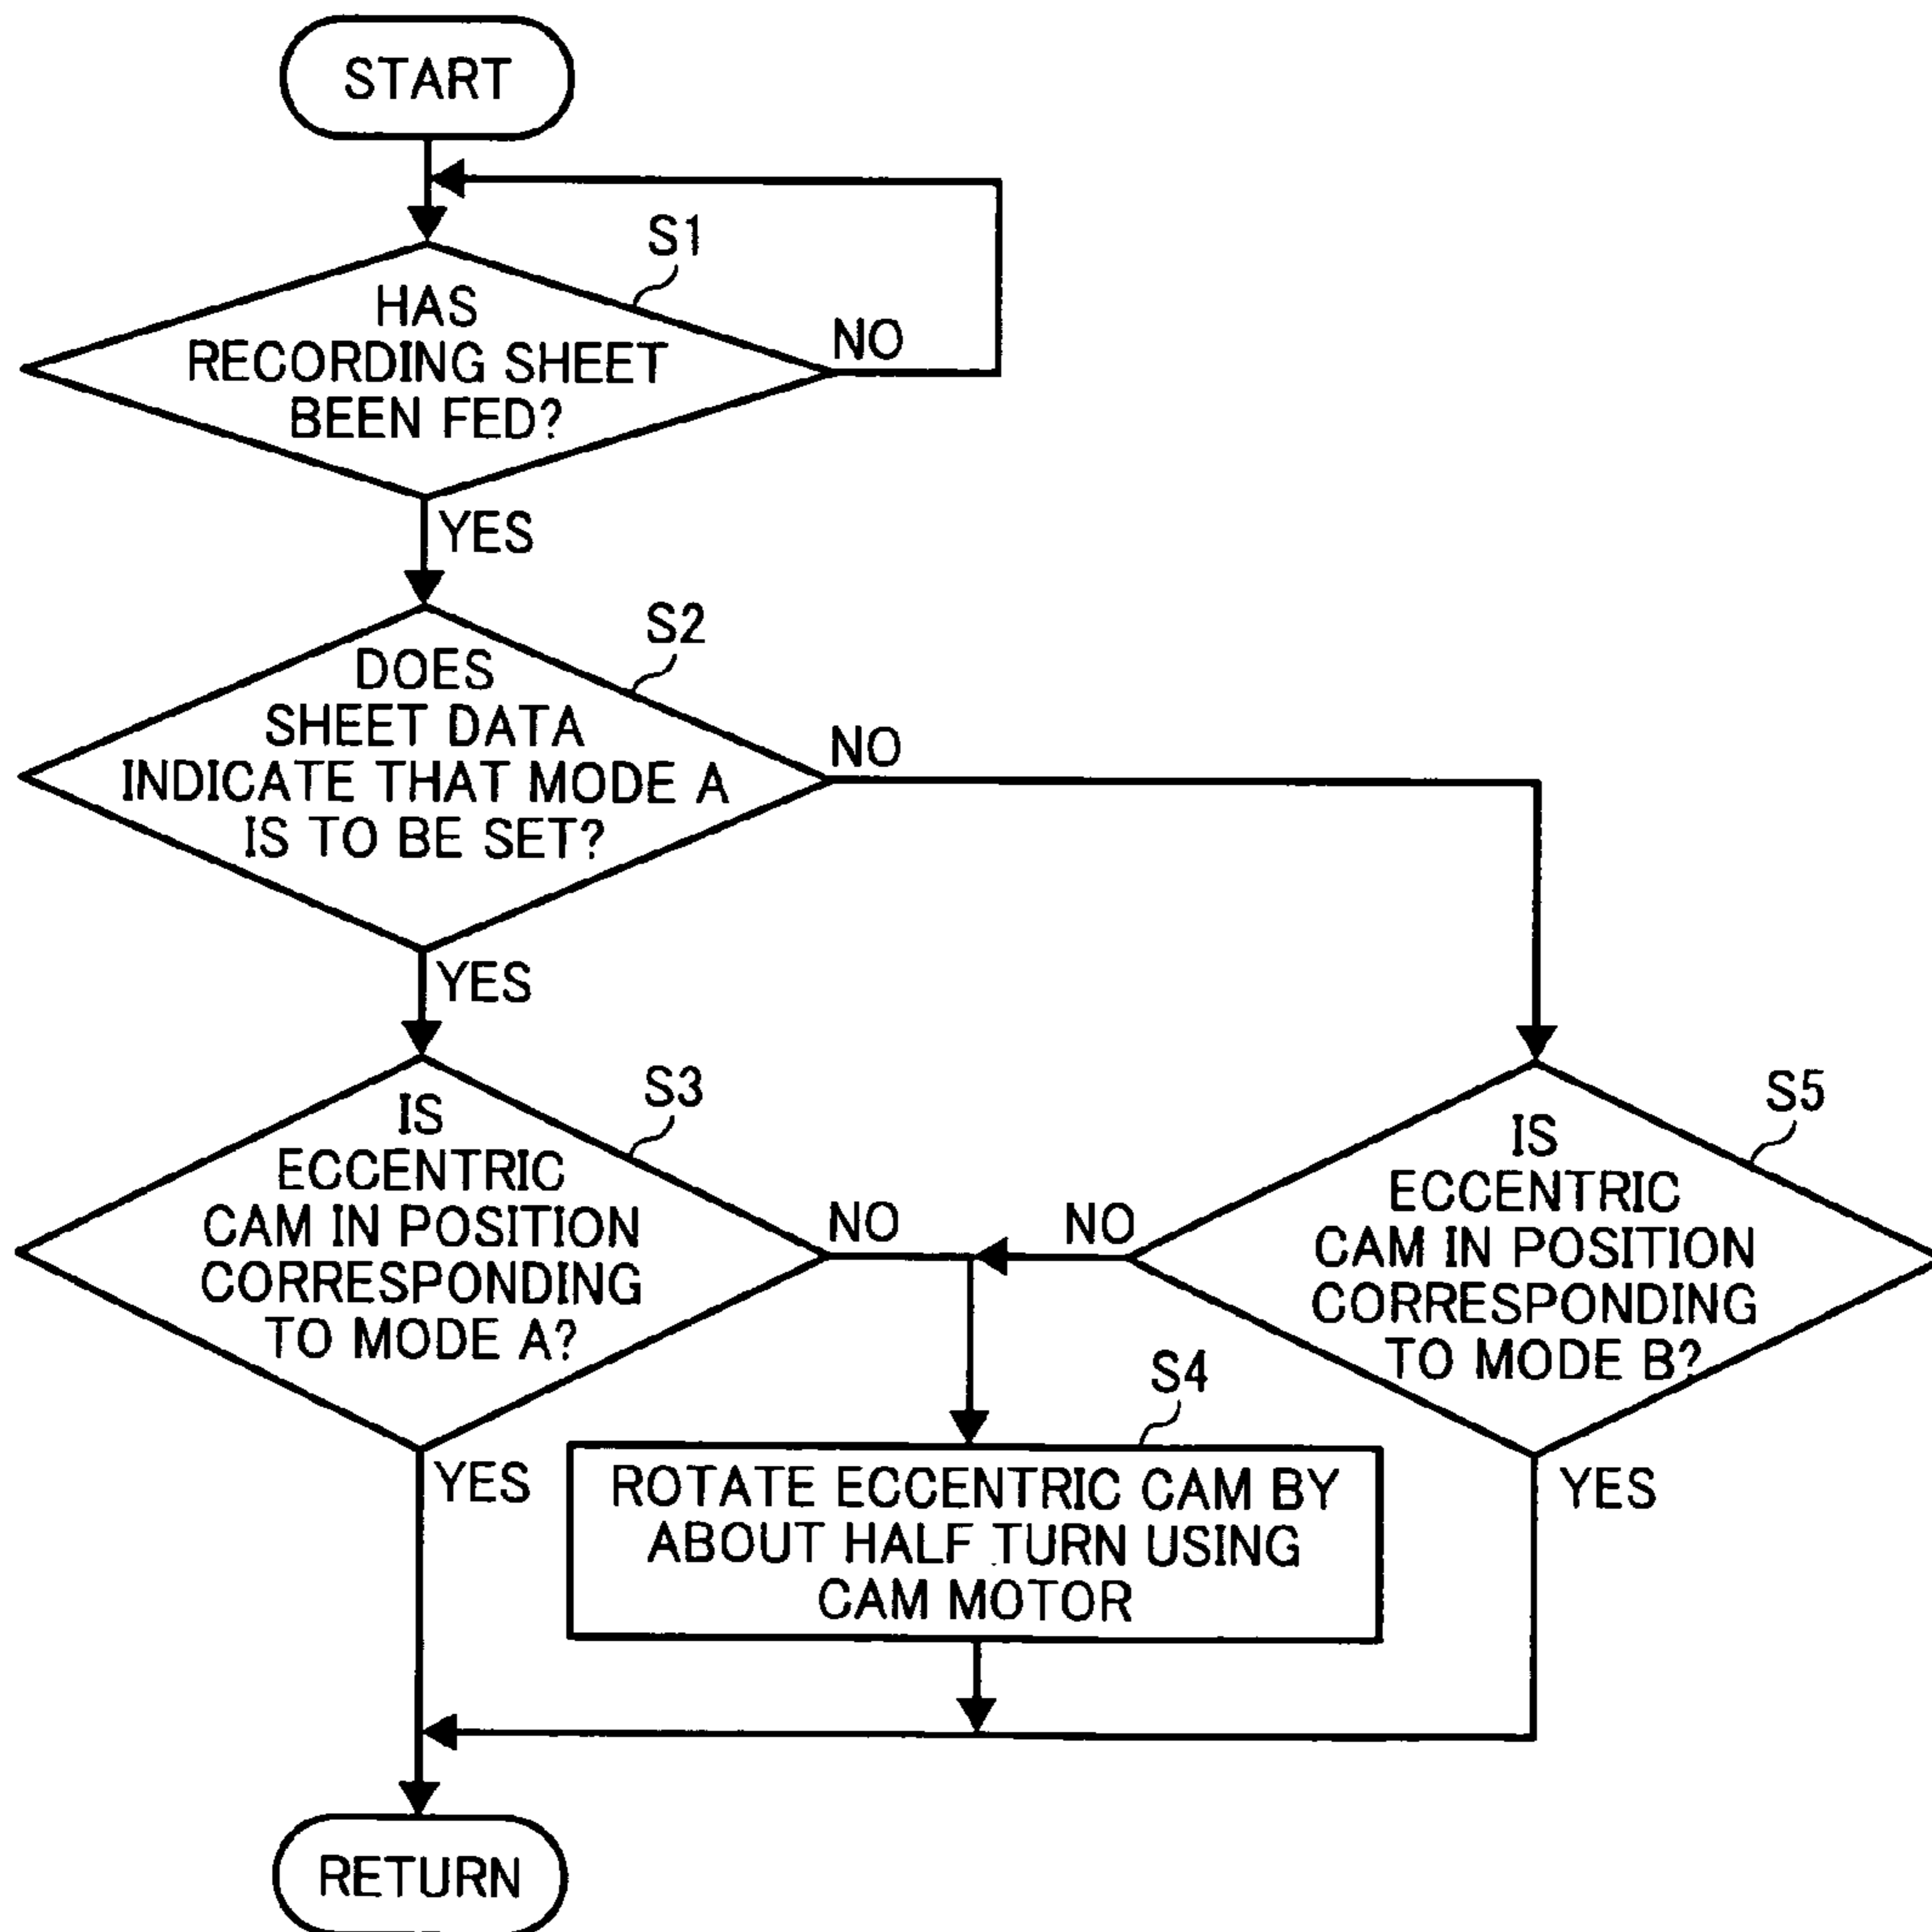 START
S1
HAS
RECORDING SHEET
BEEN FED?
NO
YES
S2
DOES
SHEET DATA
INDICATE THAT MODE A
IS TO BE SET?
NO
YES
S3
IS
ECCENTRIC
CAM IN POSITION
CORRESPONDING
TO MODE A?
NO
YES
S5
IS
ECCENTRIC
CAM IN POSITION
CORRESPONDING
TO MODE B?
NO
YES
S4
ROTATE ECCENTRIC CAM BY
ABOUT HALF TURN USING
CAM MOTOR
RETURN